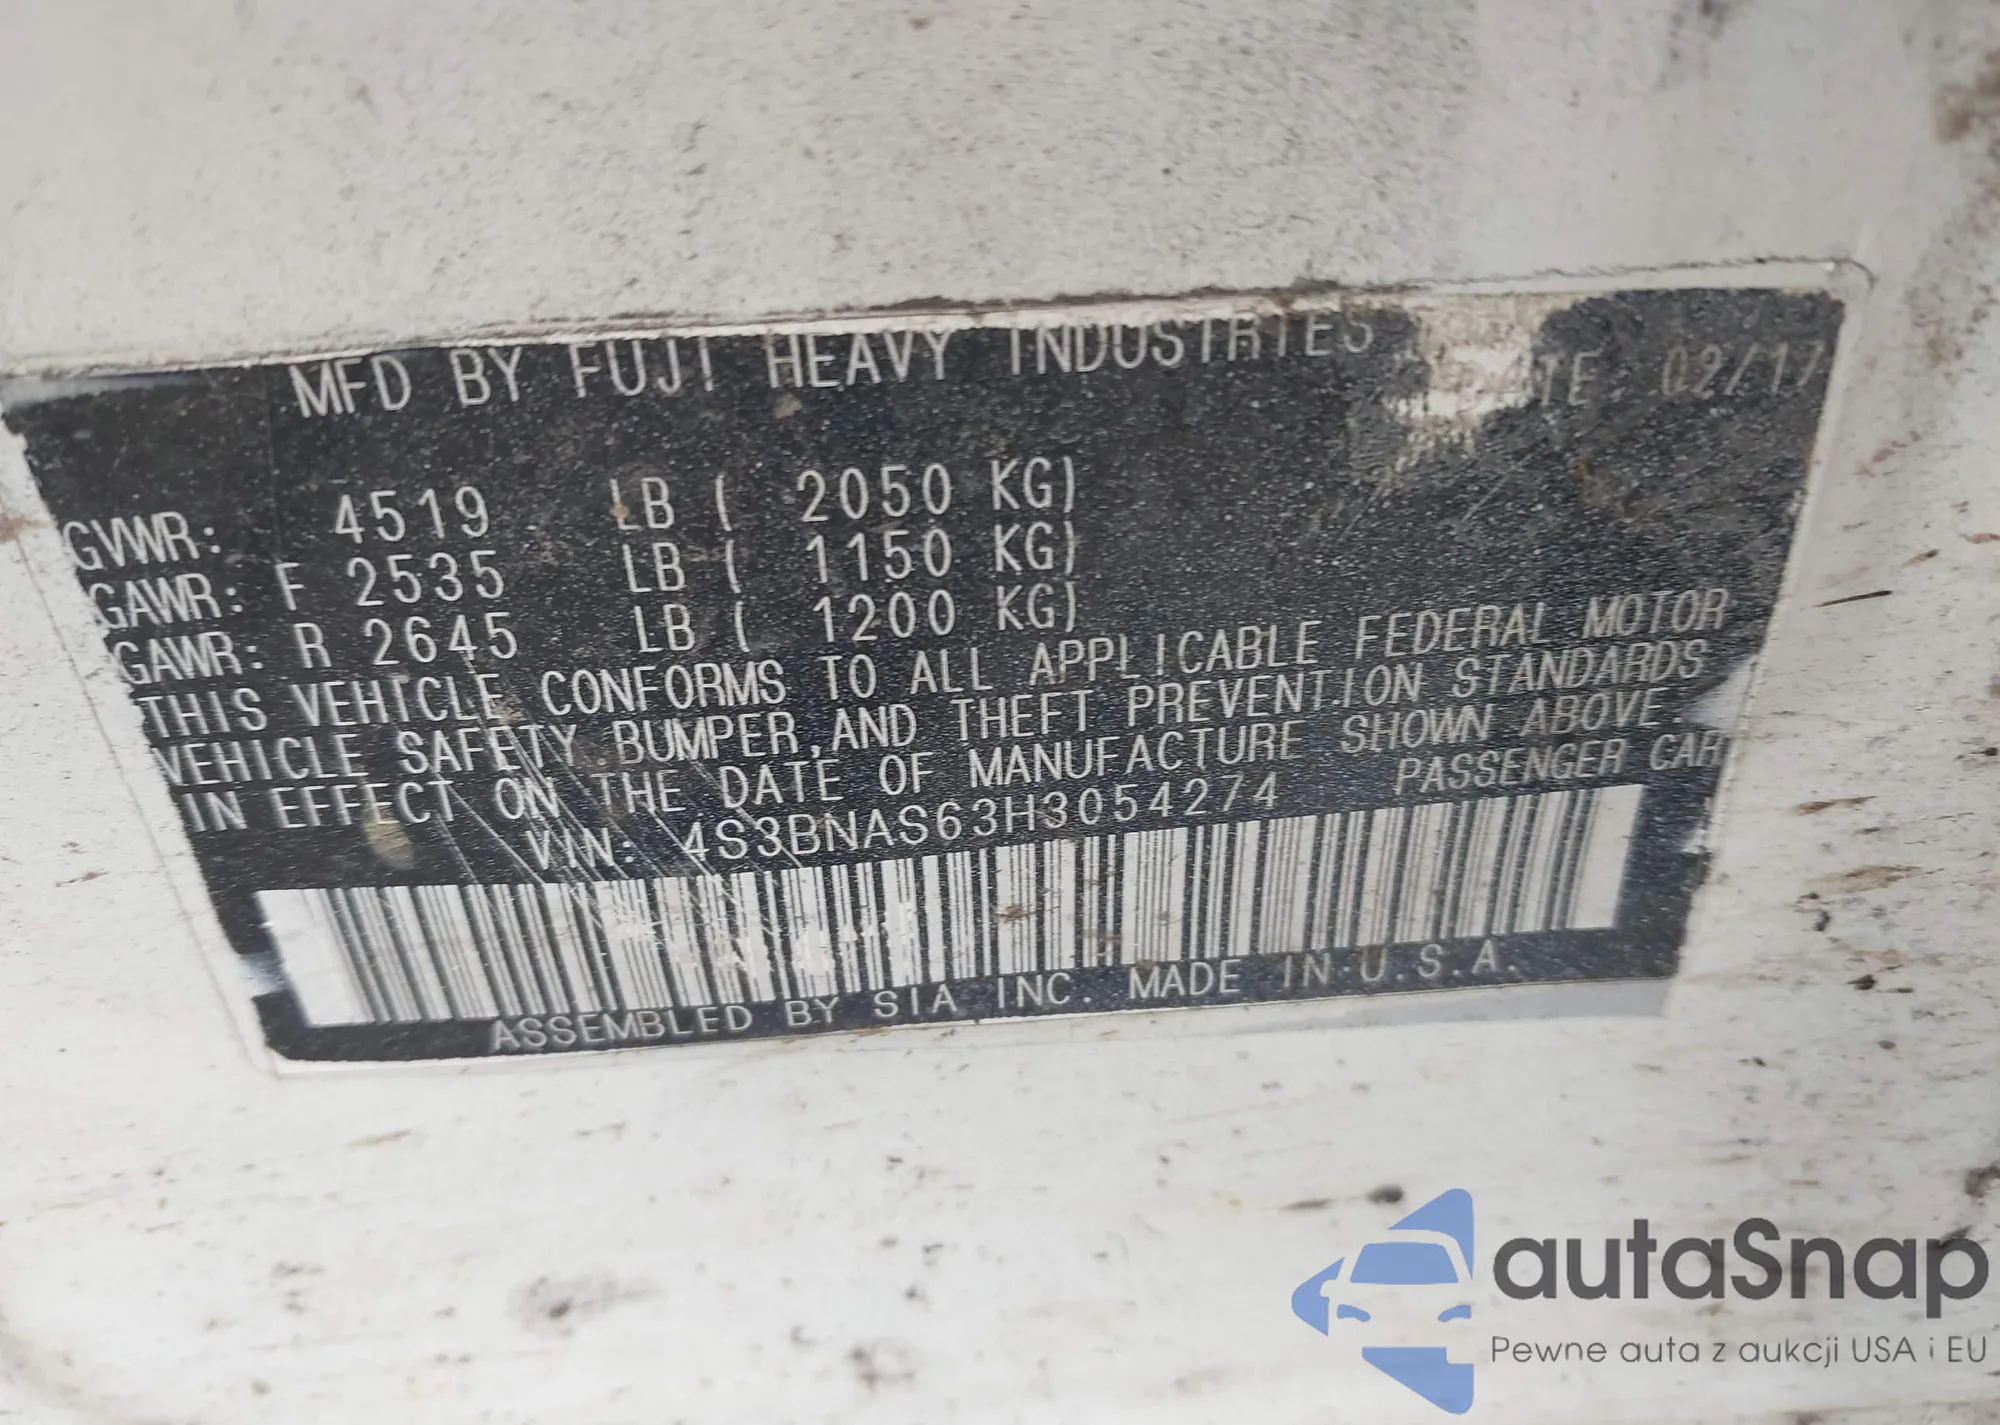 MFD BY FUJI HEAVY INDUSTRIES 02/17
GVWR: 4519 LB ( 2050 KG)
GAWR: F 2535 LB ( 1150 KG)
GAWR: R 2645 LB ( 1200 KG)
THIS VEHICLE CONFORMS TO ALL APPLICABLE FEDERAL MOTOR
VEHICLE SAFETY BUMPER,AND THEFT PREVENTION STANDARDS
IN EFFECT ON THE DATE OF MANUFACTURE SHOWN ABOVE.
VIN: 4S3BNAS63H3054274 PASSENGER CAR
ASSEMBLED BY SIA INC. MADE IN U.S.A.
autaSnap
Pewne auta z aukcji USA i EU